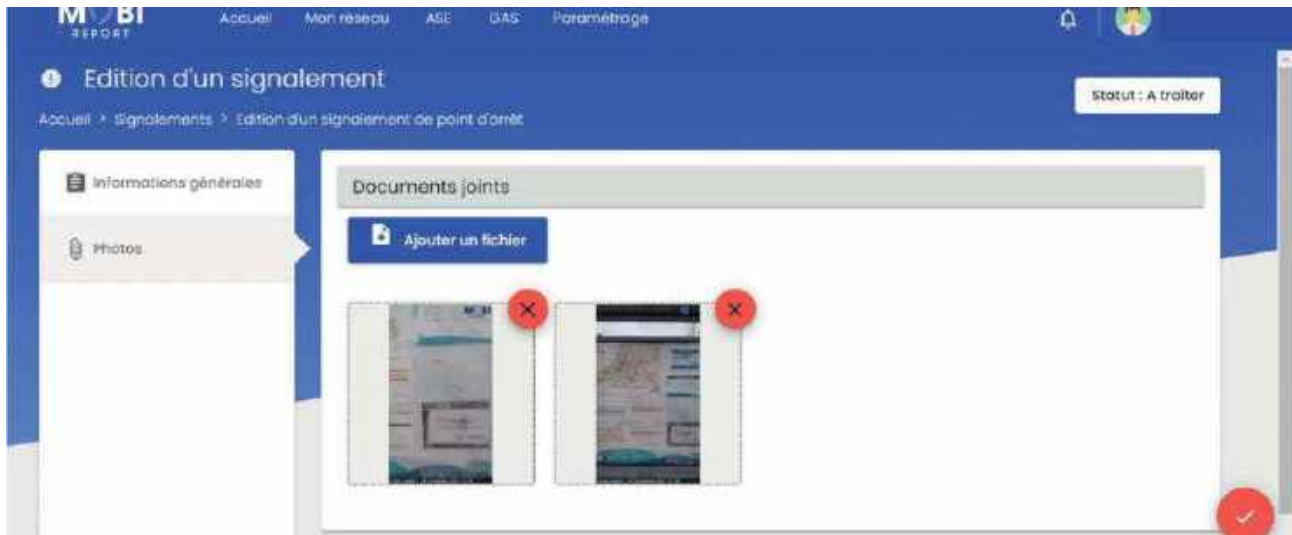 MOBI
REPORT
Accueil Mon réseau ASE GAS Paramétrage
Edition d'un signalement
Statut : A traiter
Accueil > Signalements > Edition d'un signalement de point d'arrêt
Informations générales
Documents joints
Ajouter un fichier
Photos